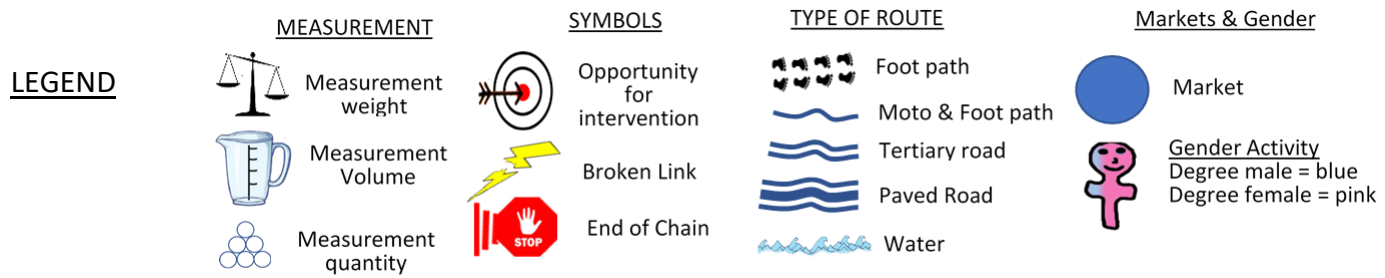 LEGEND
MEASUREMENT
Measurement
weight
Measurement
Volume
Measurement
quantity
SYMBOLS
Opportunity
for
intervention
Broken Link
STOP
End of Chain
TYPE OF ROUTE
Foot path
Moto & Foot path
Tertiary road
Paved Road
Water
Markets & Gender
Market
Gender Activity
Degree male = blue
Degree female = pink